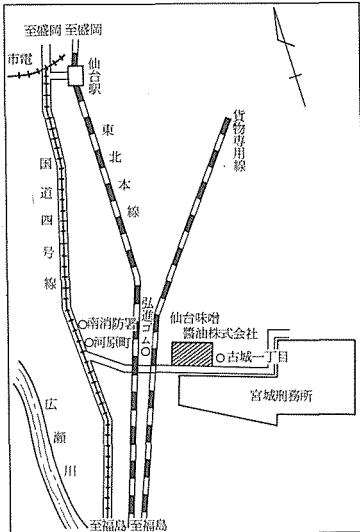 至盛岡
至盛岡
市電
仙台駅
東北本線
貨物専用線
国道四号線
南消防署
河原町
弘進ゴム
仙台味噌
醬油株式会社
古城一丁目
宮城刑務所
広瀬川
至福島
至福島